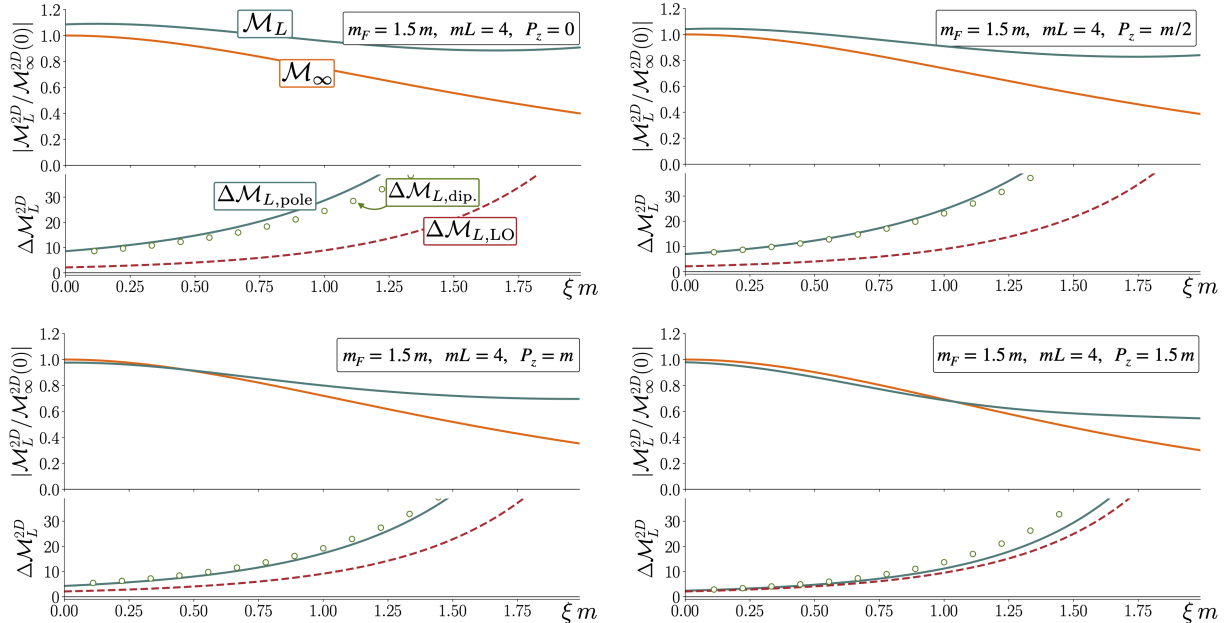 |ℳ_L^{2D}/ℳ_∞^{2D}(0)|
1.2
1.0
0.8
0.6
0.4
0.2
0.0
ℳ_L
ℳ_∞
m_F = 1.5 m, mL = 4, P_z = 0
Δℳ_L^{2D}
30
20
10
0
Δℳ_{L,pole}
Δℳ_{L,dip.}
Δℳ_{L,LO}
0.00 0.25 0.50 0.75 1.00 1.25 1.50 1.75 ξ m
|ℳ_L^{2D}/ℳ_∞^{2D}(0)|
1.2
1.0
0.8
0.6
0.4
0.2
0.0
m_F = 1.5 m, mL = 4, P_z = m/2
Δℳ_L^{2D}
30
20
10
0
0.00 0.25 0.50 0.75 1.00 1.25 1.50 1.75 ξ m
|ℳ_L^{2D}/ℳ_∞^{2D}(0)|
1.2
1.0
0.8
0.6
0.4
0.2
0.0
m_F = 1.5 m, mL = 4, P_z = m
Δℳ_L^{2D}
30
20
10
0
0.00 0.25 0.50 0.75 1.00 1.25 1.50 1.75 ξ m
|ℳ_L^{2D}/ℳ_∞^{2D}(0)|
1.2
1.0
0.8
0.6
0.4
0.2
0.0
m_F = 1.5 m, mL = 4, P_z = 1.5 m
Δℳ_L^{2D}
30
20
10
0
0.00 0.25 0.50 0.75 1.00 1.25 1.50 1.75 ξ m